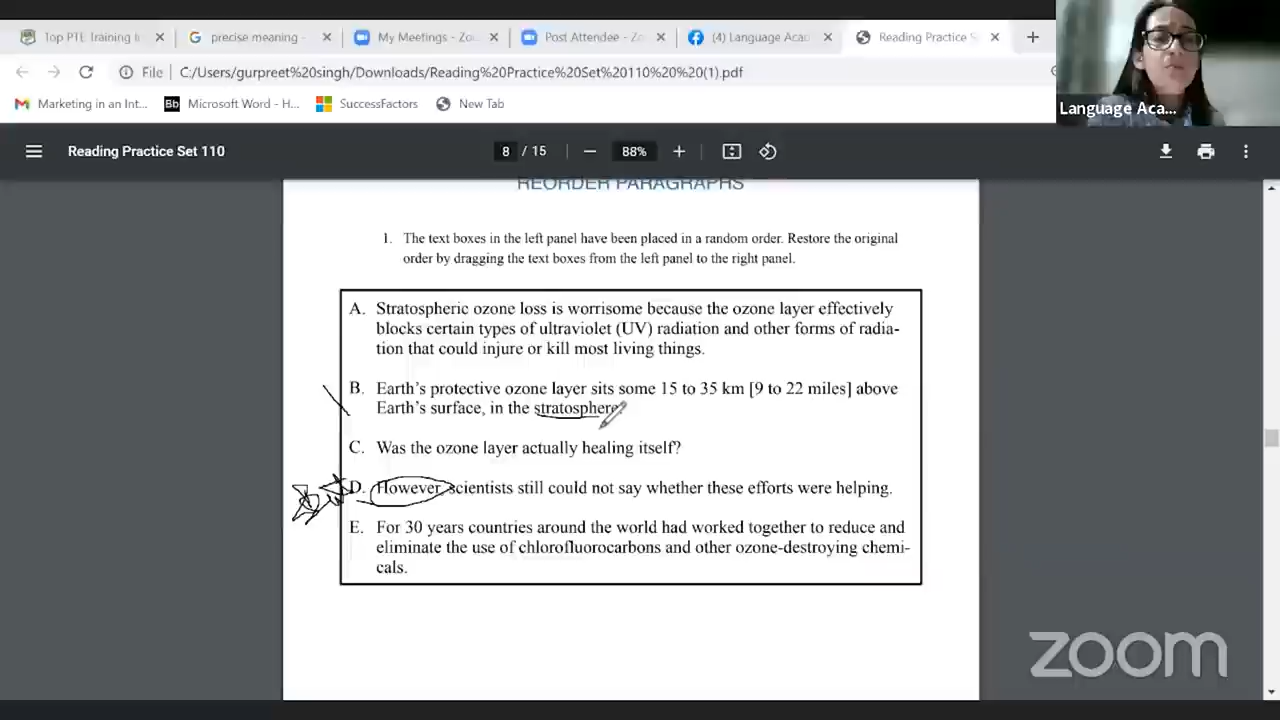 Top PTE Training I
precise meaning -
My Meetings - Zo
Post Attendee - Zo
(4) Language Aca
Reading Practice S
File
C:/Users/gurpreet%20singh/Downloads/Reading%20Practice%20Set%20110%20%20(1).pdf
Marketing in an Int...
Bb
Microsoft Word - H...
SuccessFactors
New Tab
Language Aca...
Reading Practice Set 110
8 / 15
88%
REORDER PARAGRAPHS
1. The text boxes in the left panel have been placed in a random order. Restore the original
order by dragging the text boxes from the left panel to the right panel.
A. Stratospheric ozone loss is worrisome because the ozone layer effectively
blocks certain types of ultraviolet (UV) radiation and other forms of radia-
tion that could injure or kill most living things.
B. Earth's protective ozone layer sits some 15 to 35 km [9 to 22 miles] above
Earth's surface, in the stratosphere.
C. Was the ozone layer actually healing itself?
D. However scientists still could not say whether these efforts were helping.
E. For 30 years countries around the world had worked together to reduce and
eliminate the use of chlorofluorocarbons and other ozone-destroying chemi-
cals.
zoom